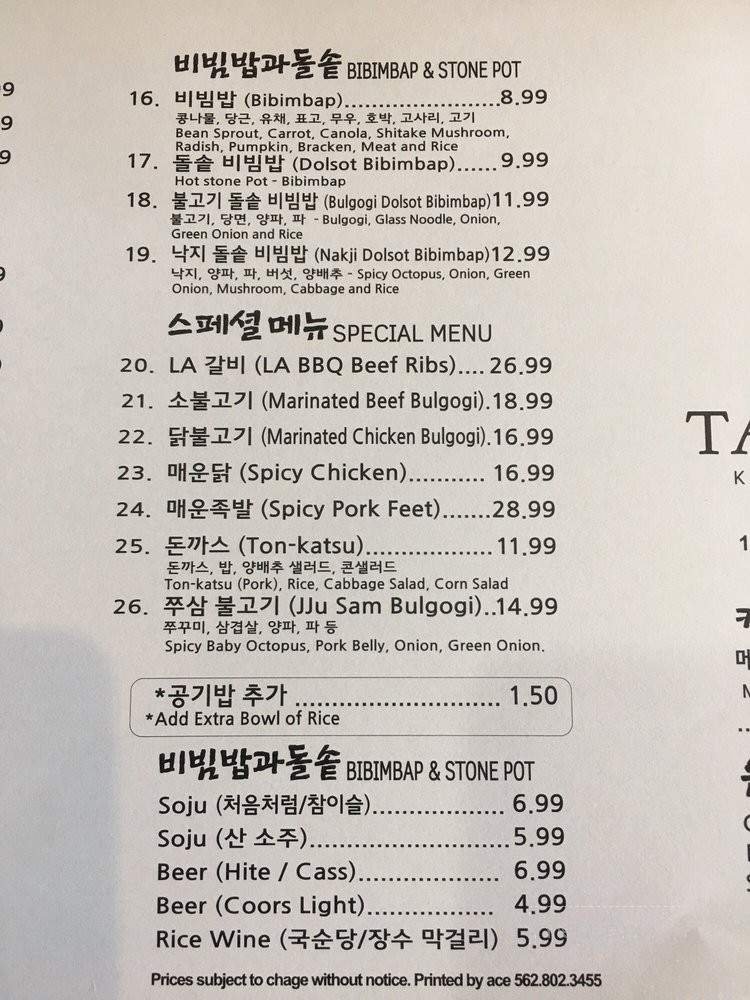 비빔밥과돌솥 BIBIMBAP & STONE POT
16. 비빔밥 (Bibimbap)........................8.99
콩나물, 당근, 유채, 표고, 무우, 호박, 고사리, 고기
Bean Sprout, Carrot, Canola, Shitake Mushroom,
Radish, Pumpkin, Bracken, Meat and Rice
17. 돌솥 비빔밥 (Dolsot Bibimbap)...... 9.99
Hot stone Pot - Bibimbap
18. 불고기 돌솥 비빔밥 (Bulgogi Dolsot Bibimbap)11.99
불고기, 당면, 양파, 파 - Bulgogi, Glass Noodle, Onion,
Green Onion and Rice
19. 낙지 돌솥 비빔밥 (Nakji Dolsot Bibimbap)12.99
낙지, 양파, 파, 버섯, 양배추 - Spicy Octopus, Onion, Green
Onion, Mushroom, Cabbage and Rice
스페셜 메뉴 SPECIAL MENU
20. LA 갈비 (LA BBQ Beef Ribs).... 26.99
21. 소불고기 (Marinated Beef Bulgogi).18.99
22. 닭불고기 (Marinated Chicken Bulgogi).16.99
23. 매운닭 (Spicy Chicken)........... 16.99
24. 매운족발 (Spicy Pork Feet).......28.99
25. 돈까스 (Ton-katsu)..................11.99
돈까스, 밥, 양배추 샐러드, 콘샐러드
Ton-katsu (Pork), Rice, Cabbage Salad, Corn Salad
26. 쭈삼 불고기 (JJu Sam Bulgogi)..14.99
쭈꾸미, 삼겹살, 양파, 파 등
Spicy Baby Octopus, Pork Belly, Onion, Green Onion.
*공기밥 추가 ........................... 1.50
*Add Extra Bowl of Rice
비빔밥과돌솥 BIBIMBAP & STONE POT
Soju (처음처럼/참이슬)................... 6.99
Soju (산 소주)............................5.99
Beer (Hite / Cass).................... 6.99
Beer (Coors Light)................. 4.99
Rice Wine (국순당/장수 막걸리) 5.99
Prices subject to chage without notice. Printed by ace 562.802.3455